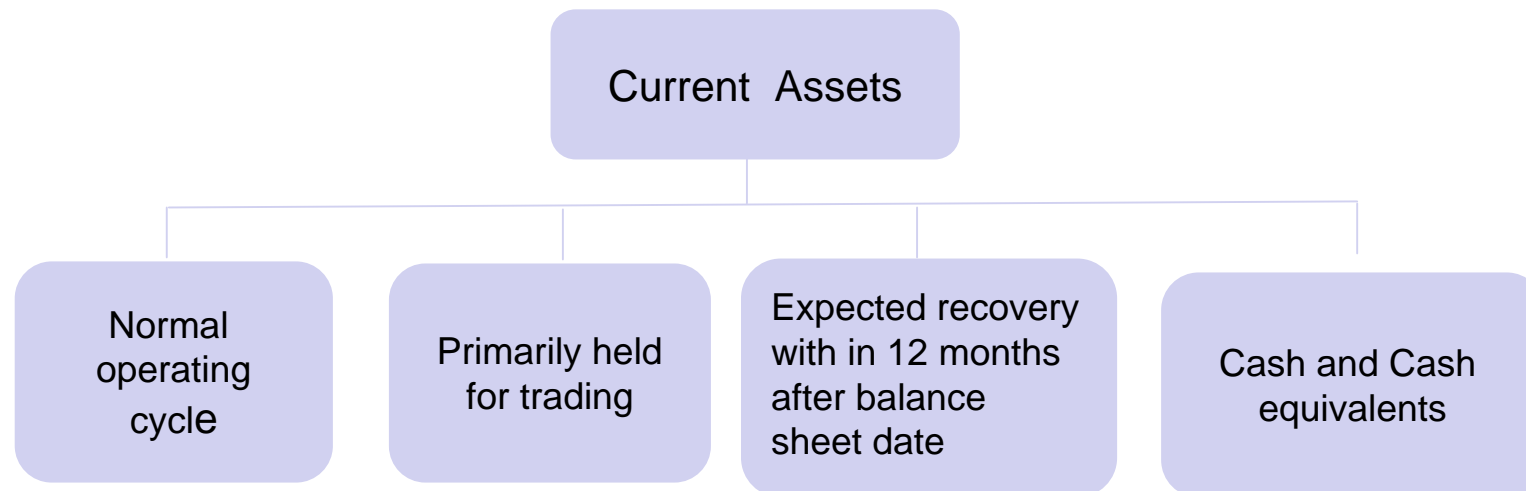 Current Assets
Normal
operating
cycle
Primarily held
for trading
Expected recovery
with in 12 months
after balance
sheet date
Cash and Cash
equivalents